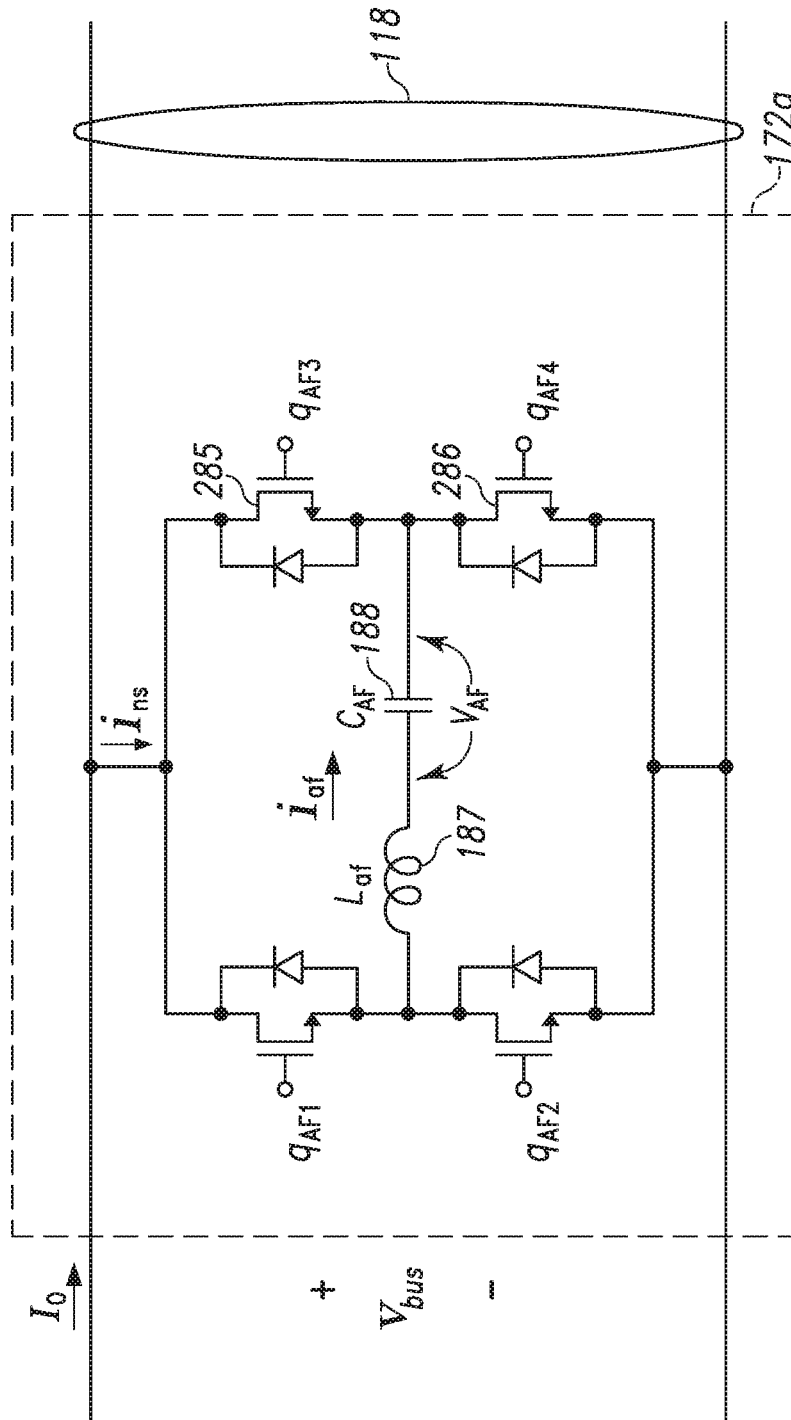 I0
+
Vbus
−
ins
qAF1
qAF2
Laf
187
iaf
CAF
188
VAF
285
qAF3
286
qAF4
118
172a